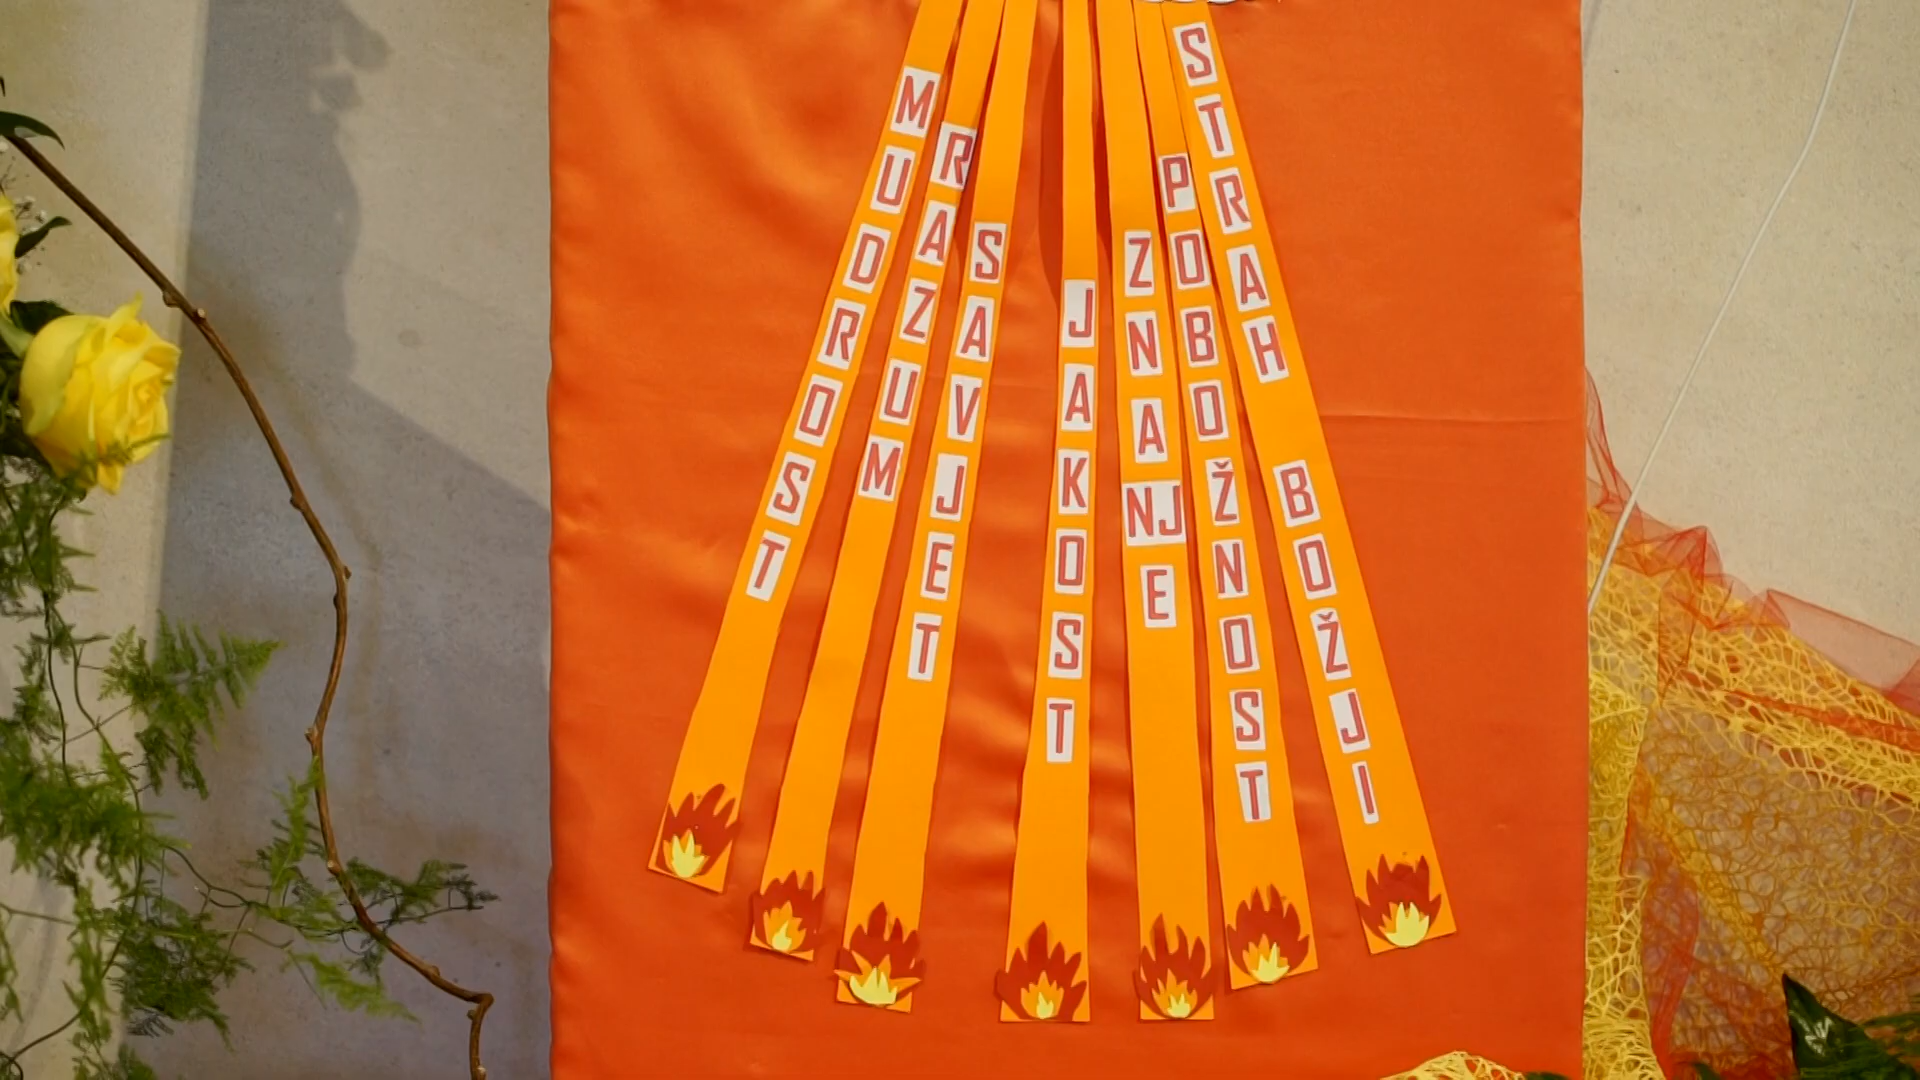 MUDROST
RAZUM
SAVJET
JAKOST
ZNANJE
POBOŽNOST
STRAH BOŽJI